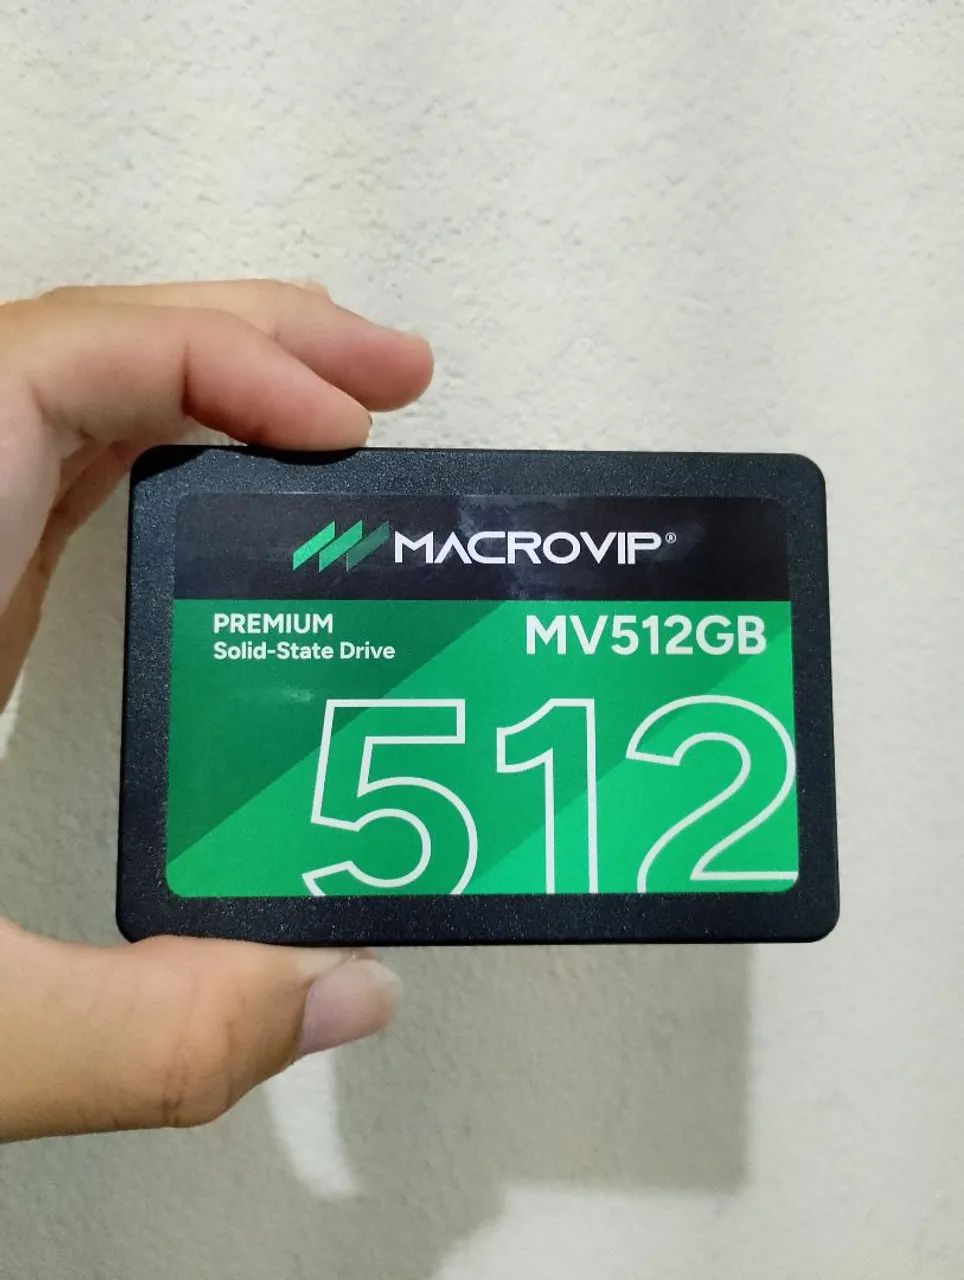 MACROVIP®
PREMIUM
Solid-State Drive
MV512GB
512